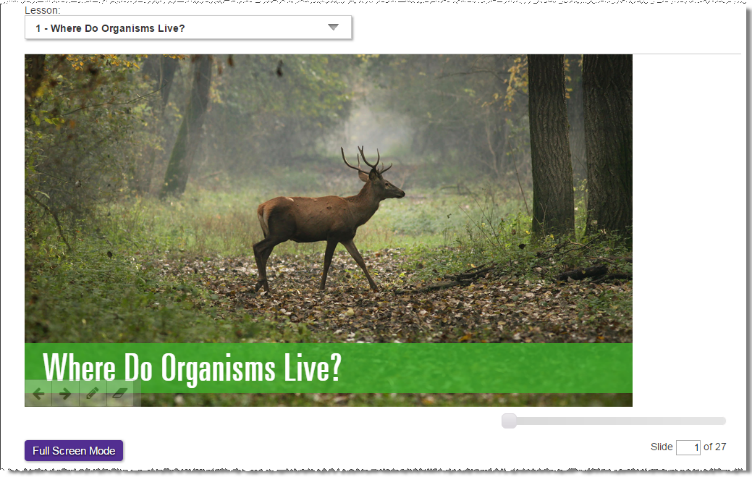 Lesson:
1 - Where Do Organisms Live?
Where Do Organisms Live?
Full Screen Mode
Slide 1 of 27